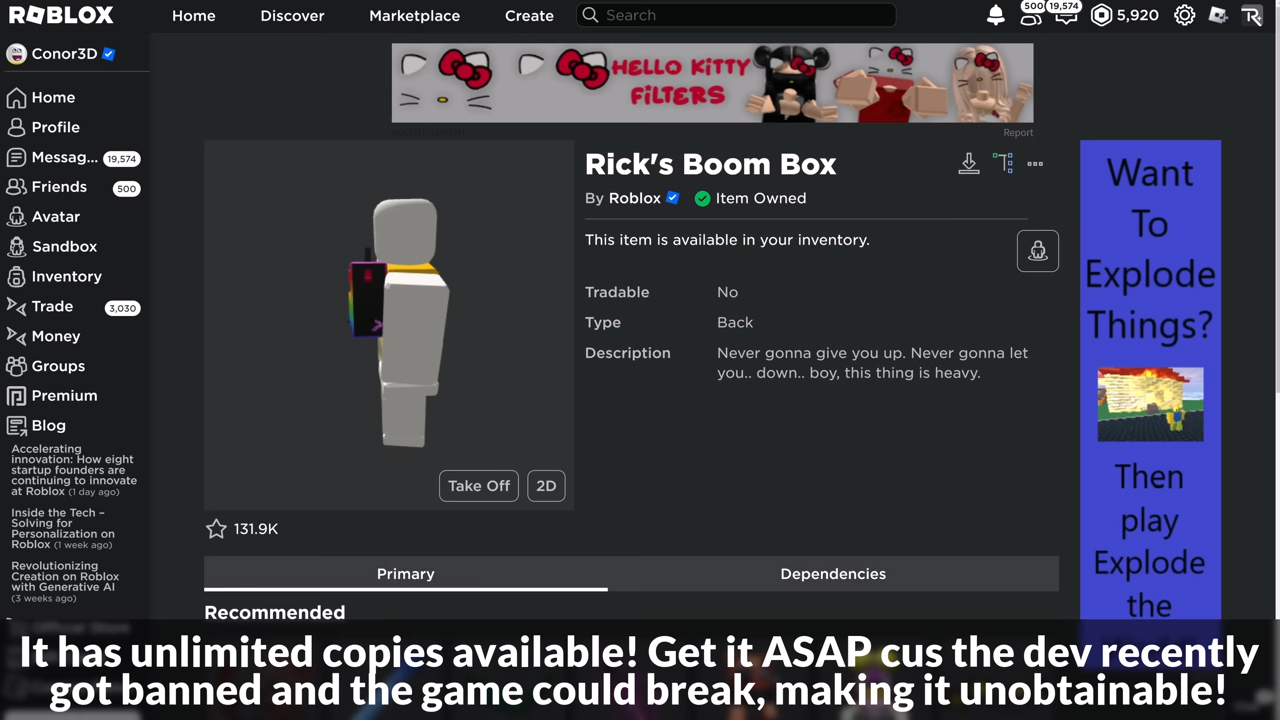 ROBLOX
Home
Discover
Marketplace
Create
Search
500
19,574
5,920
Conor3D
Home
Profile
Messag...
19,574
Friends
500
Avatar
Sandbox
Inventory
Trade
3,030
Money
Groups
Premium
Blog
Accelerating
innovation: How eight
startup founders are
continuing to innovate
at Roblox (1 day ago)
Inside the Tech –
Solving for
Personalization on
Roblox (1 week ago)
Revolutionizing
Creation on Roblox
with Generative AI
(3 weeks ago)
Official Store
HELLO KITTY
FILTERS
ADVERTISEMENT
Report
Rick's Boom Box
By Roblox
Item Owned
This item is available in your inventory.
Tradable
No
Type
Back
Description
Never gonna give you up. Never gonna let
you.. down.. boy, this thing is heavy.
Take Off
2D
131.9K
Primary
Dependencies
Recommended
Want
To
Explode
Things?
Then
play
Explode
the
It has unlimited copies available! Get it ASAP cus the dev recently
got banned and the game could break, making it unobtainable!